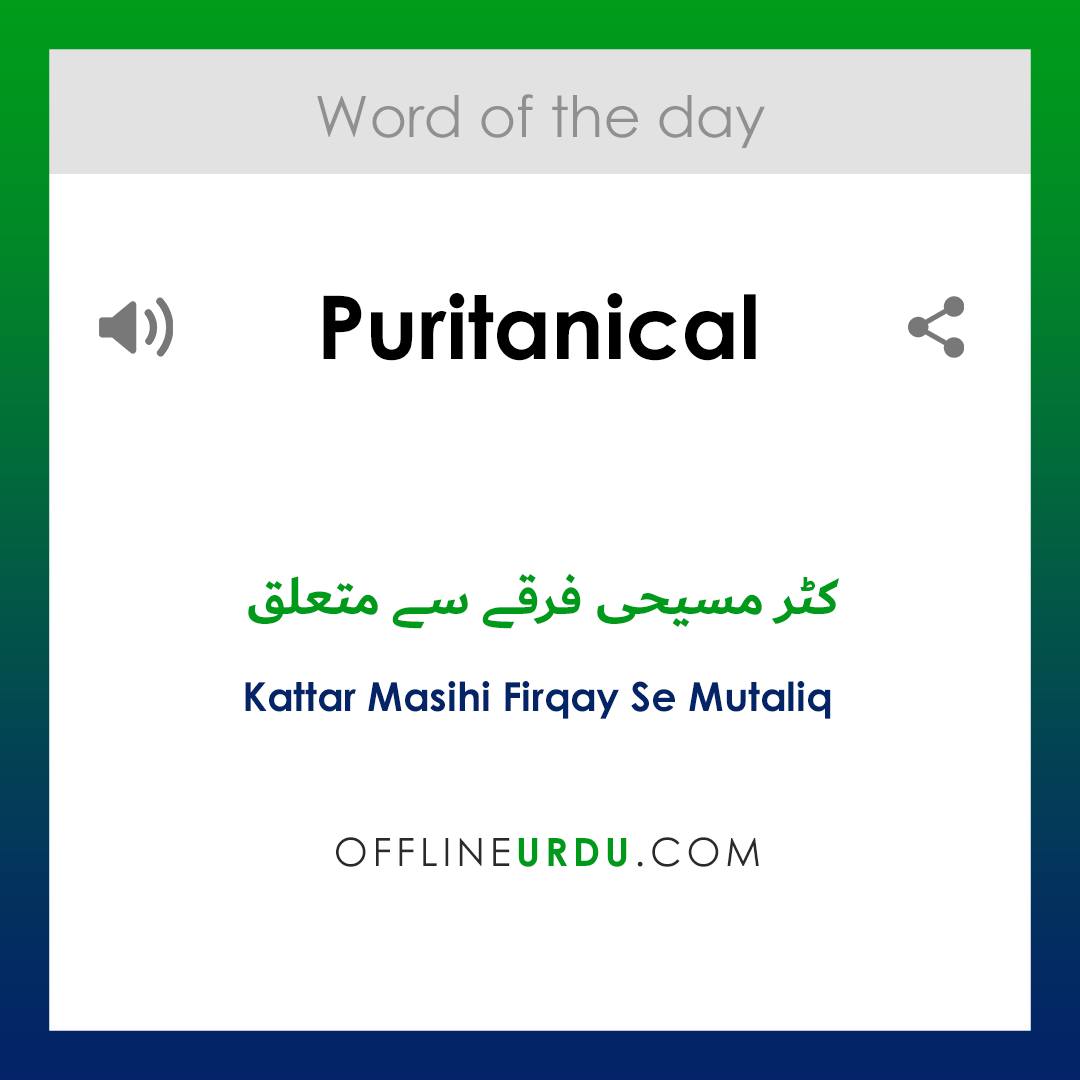 Word of the day
Puritanical
کٹر مسیحی فرقے سے متعلق
Kattar Masihi Firqay Se Mutaliq
OFFLINEURDU.COM